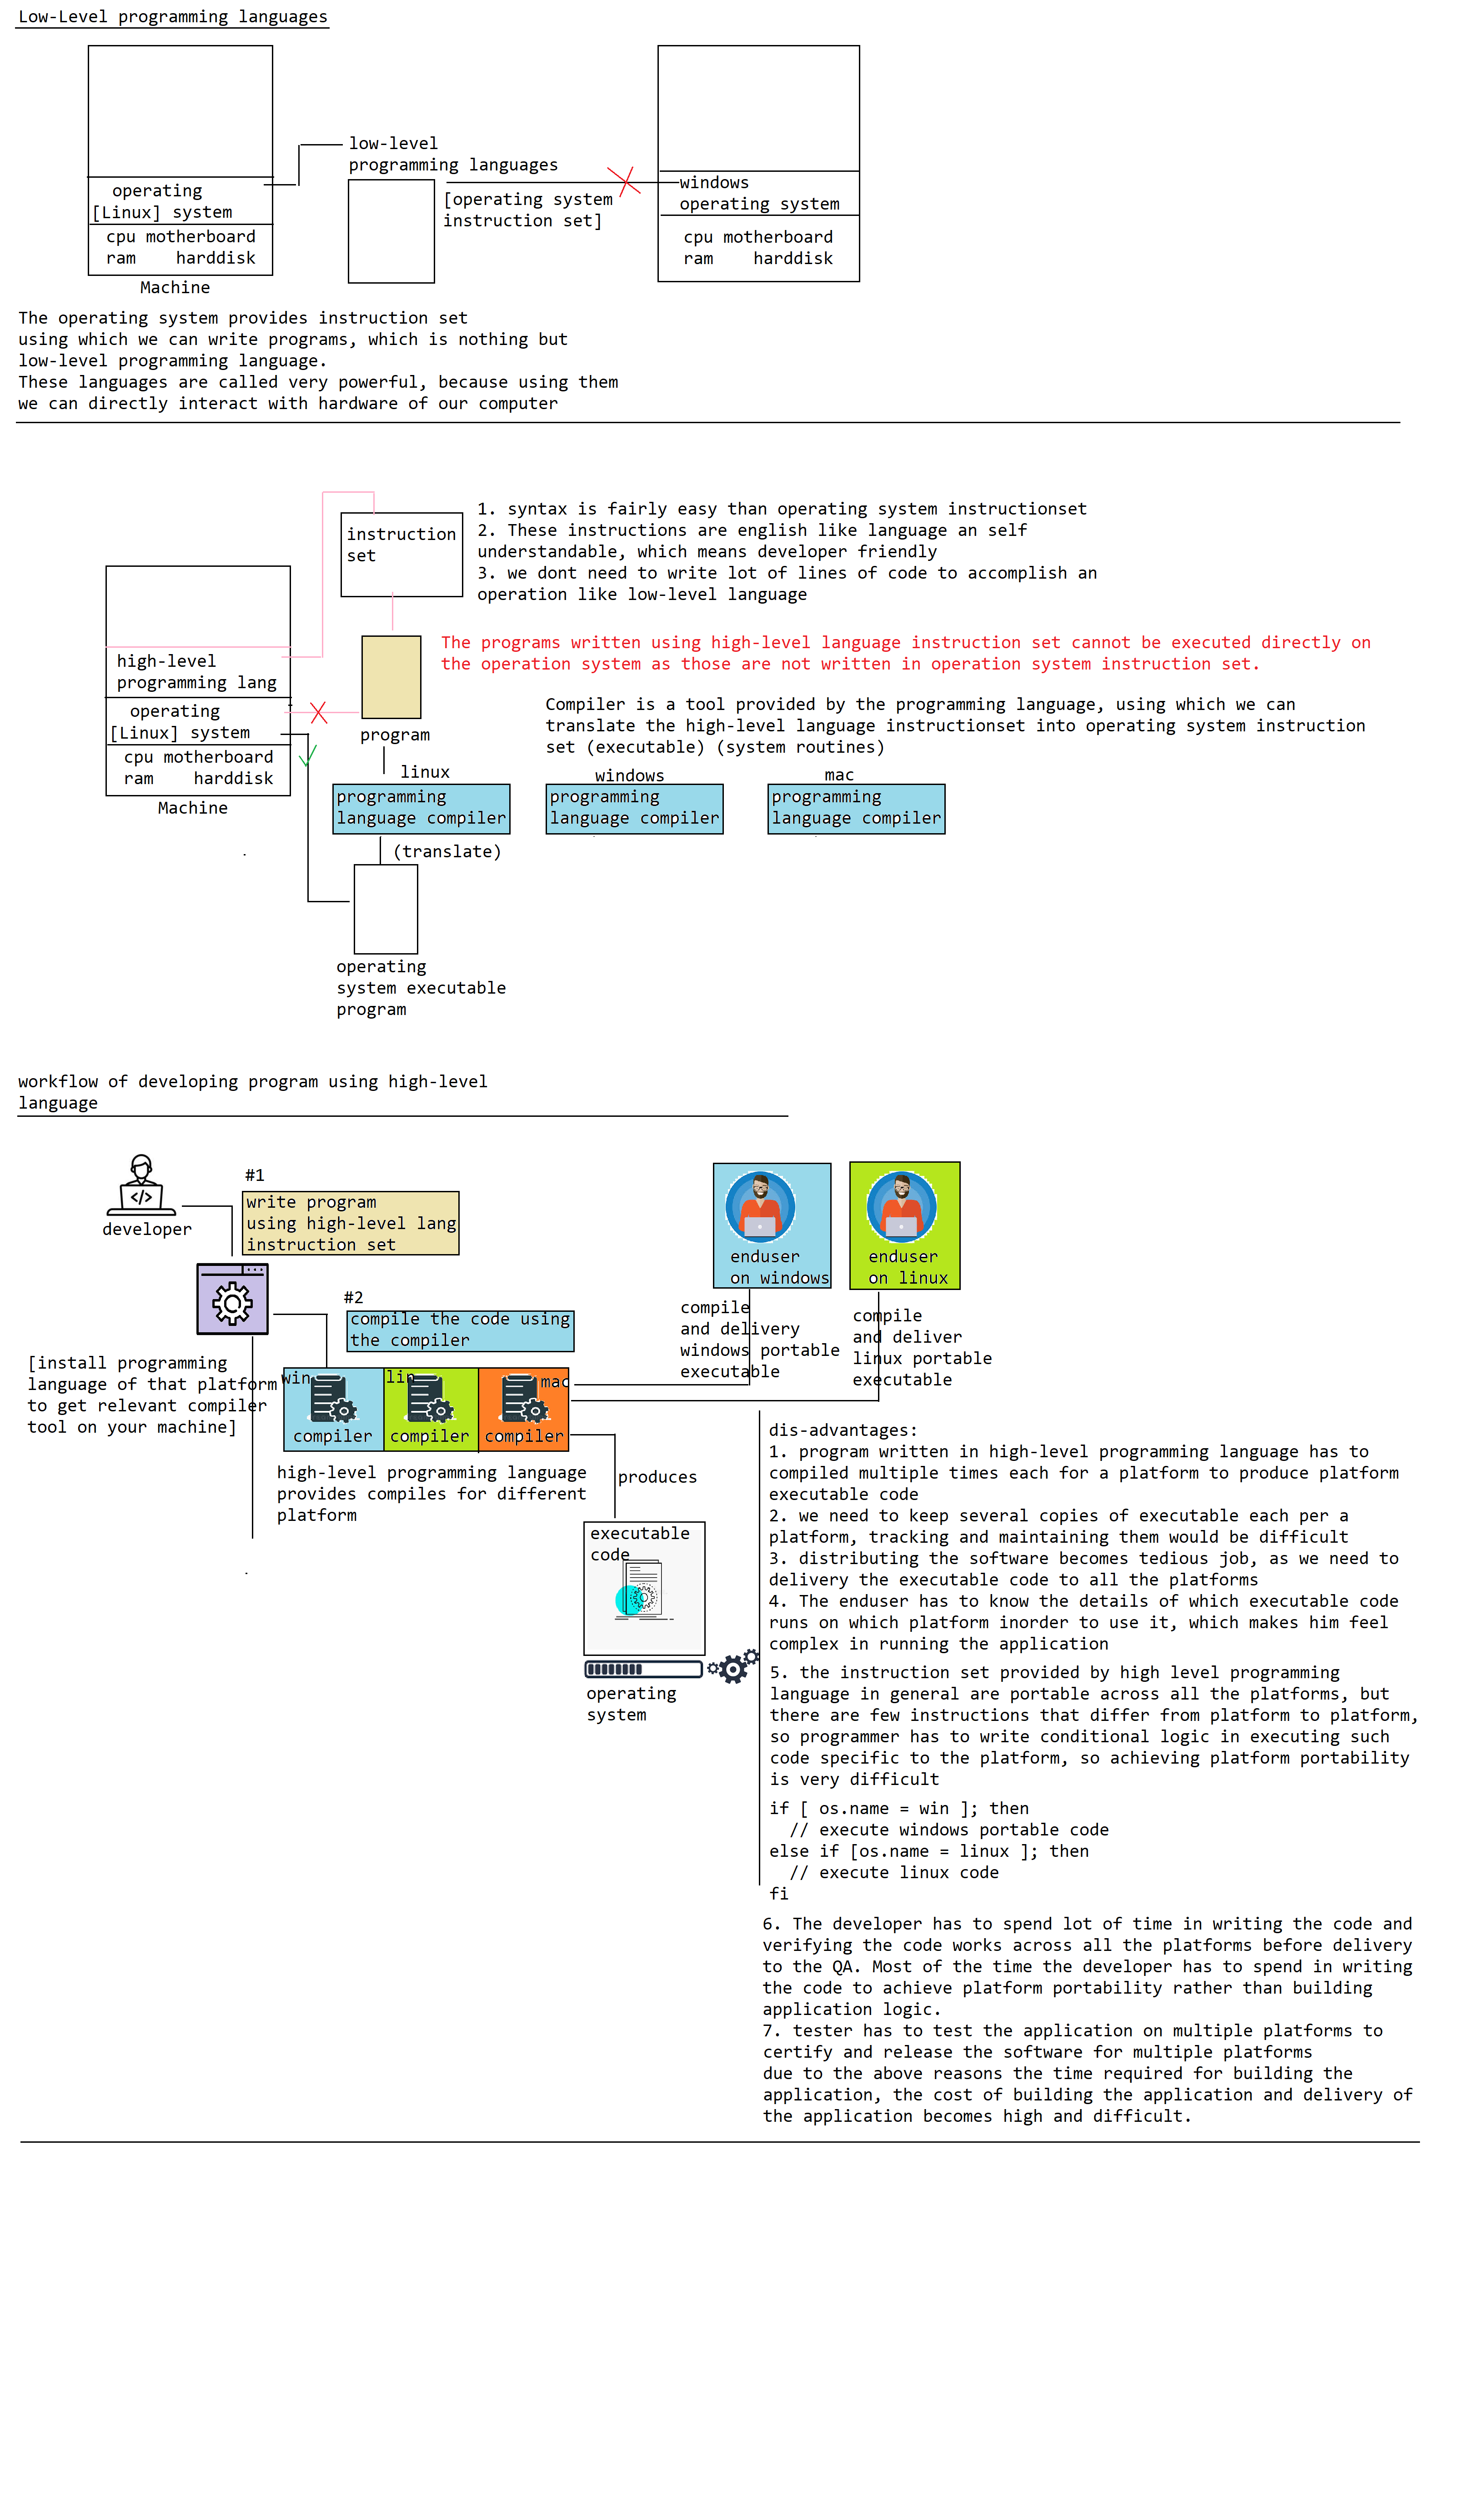 Low-Level programming languages
low-level
programming languages
operating
[Linux] system
cpu motherboard
ram    harddisk
Machine
[operating system
instruction set]
windows
operating system
cpu motherboard
ram    harddisk
The operating system provides instruction set
using which we can write programs, which is nothing but
low-level programming language.
These languages are called very powerful, because using them
we can directly interact with hardware of our computer
instruction
set
1. syntax is fairly easy than operating system instructionset
2. These instructions are english like language an self
understandable, which means developer friendly
3. we dont need to write lot of lines of code to accomplish an
operation like low-level language
high-level
programming lang
operating
[Linux] system
cpu motherboard
ram    harddisk
Machine
The programs written using high-level language instruction set cannot be executed directly on
the operation system as those are not written in operation system instruction set.
program
Compiler is a tool provided by the programming language, using which we can
translate the high-level language instructionset into operating system instruction
set (executable) (system routines)
linux
programming
language compiler
windows
programming
language compiler
mac
programming
language compiler
(translate)
operating
system executable
program
workflow of developing program using high-level
language
developer
#1
write program
using high-level lang
instruction set
enduser
on windows
enduser
on linux
#2
compile the code using
the compiler
compile
and delivery
windows portable
executable
compile
and deliver
linux portable
executable
[install programming
language of that platform
to get relevant compiler
tool on your machine]
win
compiler
lin
compiler
mac
compiler
high-level programming language
provides compiles for different
platform
produces
executable
code
operating
system
dis-advantages:
1. program written in high-level programming language has to
compiled multiple times each for a platform to produce platform
executable code
2. we need to keep several copies of executable each per a
platform, tracking and maintaining them would be difficult
3. distributing the software becomes tedious job, as we need to
delivery the executable code to all the platforms
4. The enduser has to know the details of which executable code
runs on which platform inorder to use it, which makes him feel
complex in running the application
5. the instruction set provided by high level programming
language in general are portable across all the platforms, but
there are few instructions that differ from platform to platform,
so programmer has to write conditional logic in executing such
code specific to the platform, so achieving platform portability
is very difficult
if [ os.name = win ]; then
  // execute windows portable code
else if [os.name = linux ]; then
  // execute linux code
fi
6. The developer has to spend lot of time in writing the code and
verifying the code works across all the platforms before delivery
to the QA. Most of the time the developer has to spend in writing
the code to achieve platform portability rather than building
application logic.
7. tester has to test the application on multiple platforms to
certify and release the software for multiple platforms
due to the above reasons the time required for building the
application, the cost of building the application and delivery of
the application becomes high and difficult.